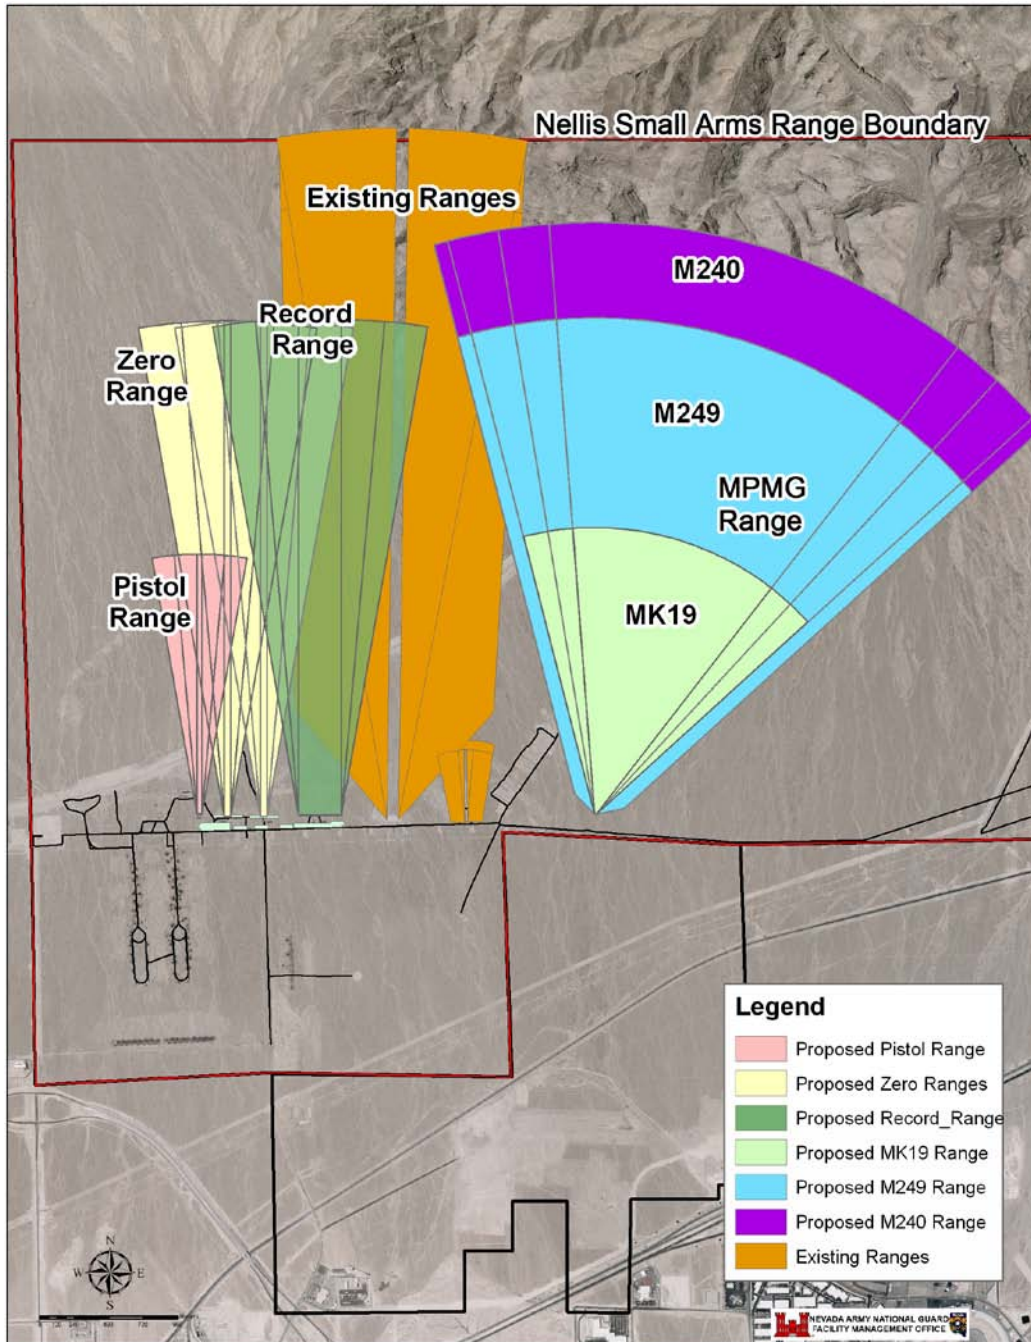 Nellis Small Arms Range Boundary
Existing Ranges
M240
Record
Range
Zero
Range
M249
MPMG
Range
Pistol
Range
MK19
Legend
Proposed Pistol Range
Proposed Zero Ranges
Proposed Record_Range
Proposed MK19 Range
Proposed M249 Range
Proposed M240 Range
Existing Ranges
N
W
E
S
NEVADA ARMY NATIONAL GUARD
FACILITY MANAGEMENT OFFICE